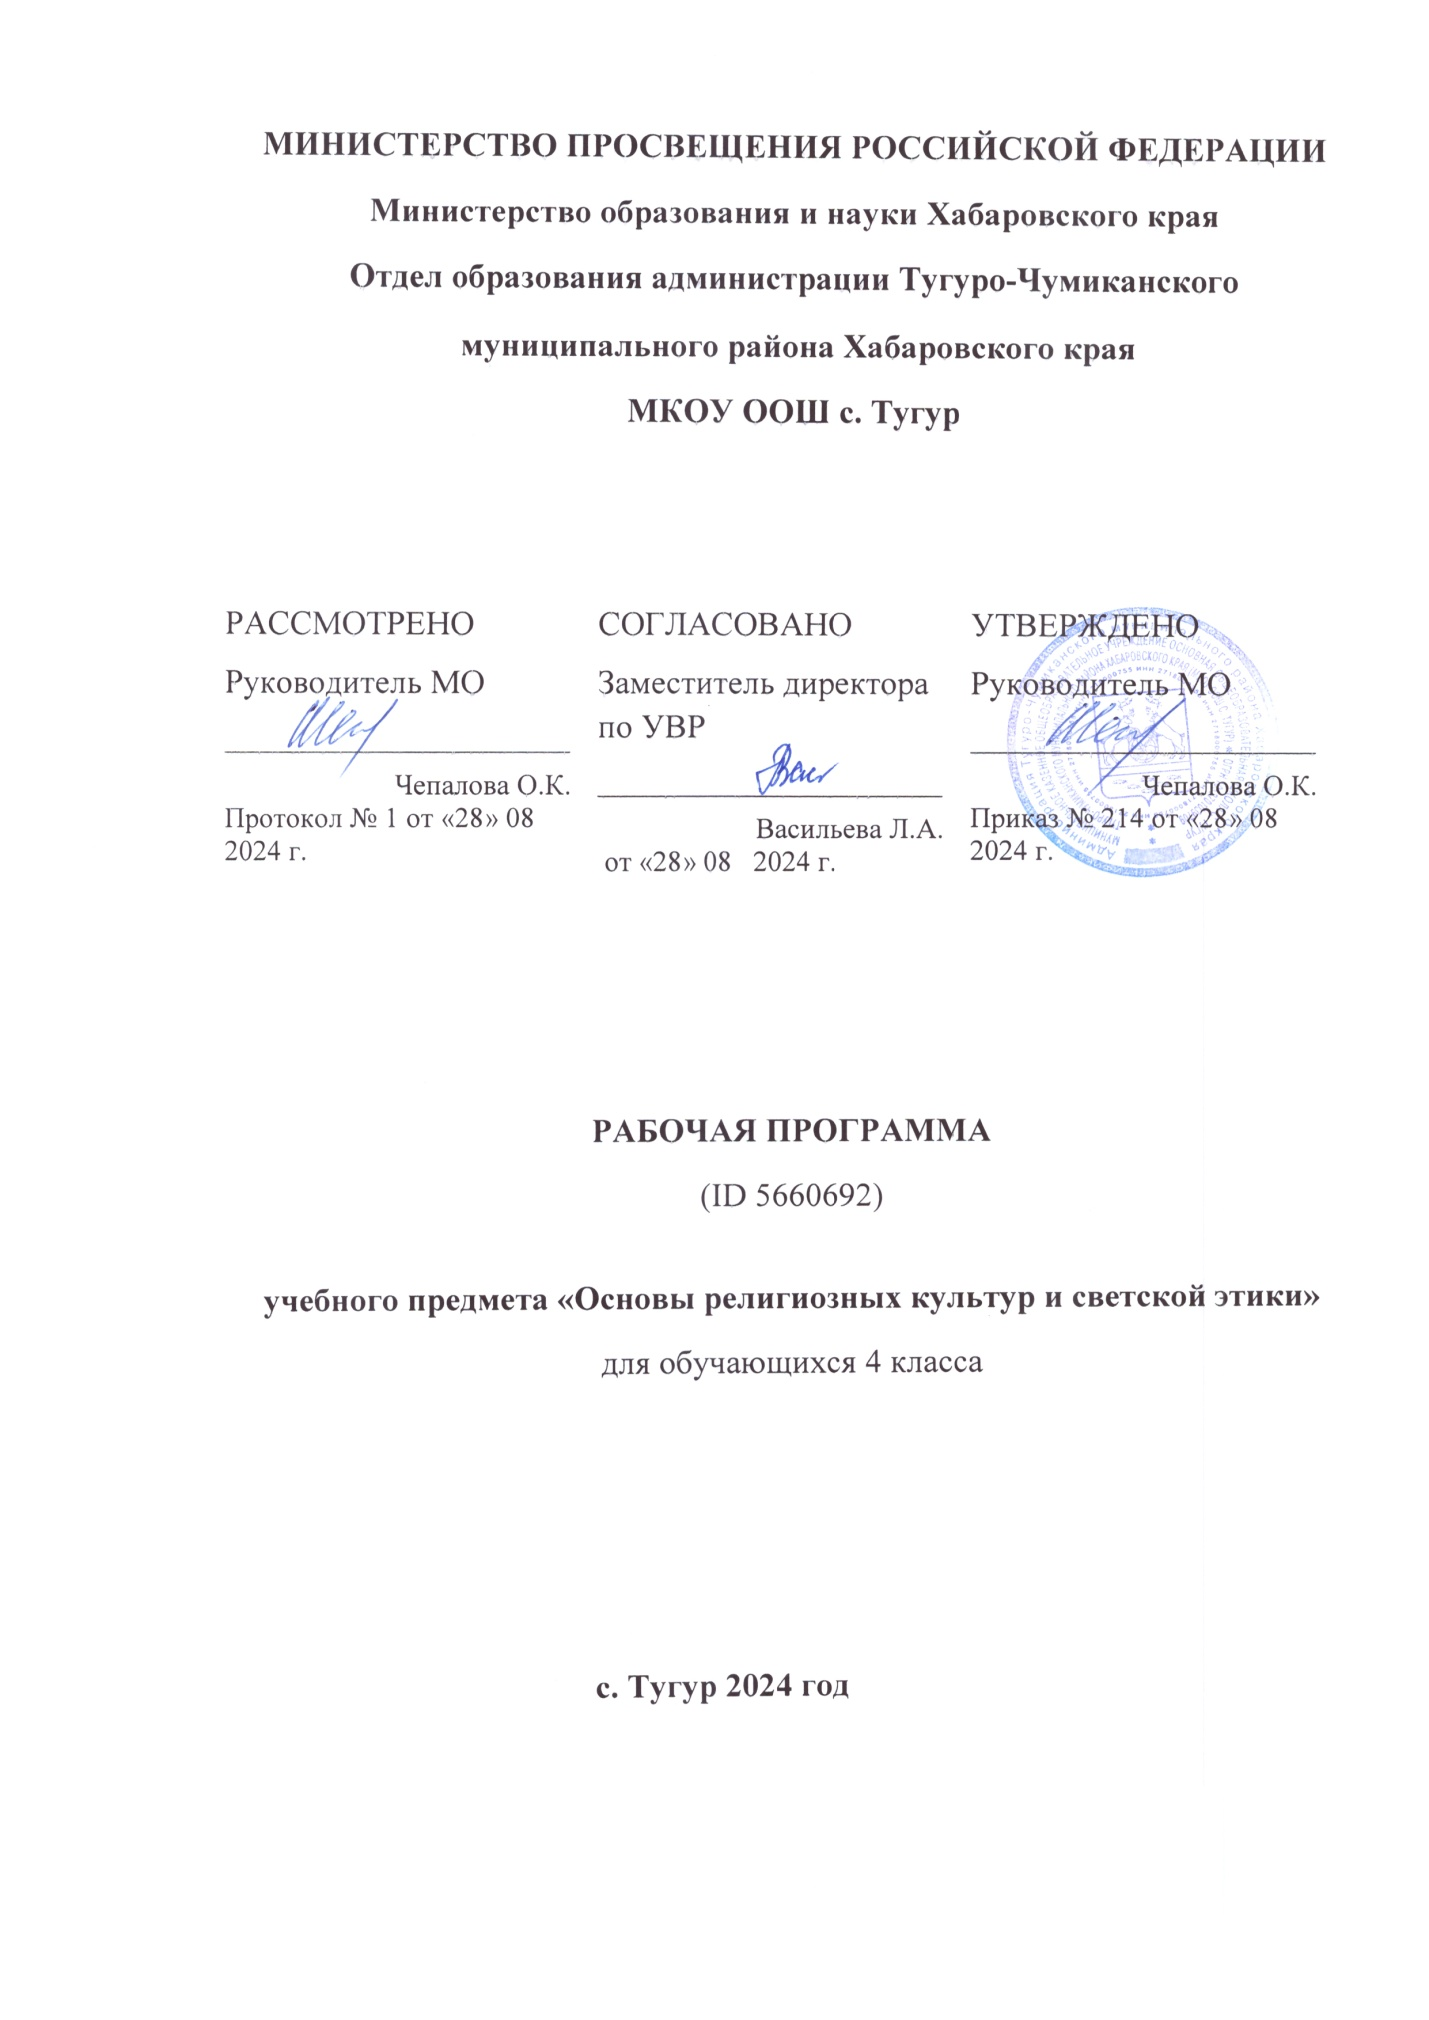 МИНИСТЕРСТВО ПРОСВЕЩЕНИЯ РОССИЙСКОЙ ФЕДЕРАЦИИ
Министерство образования и науки Хабаровского края
Отдел образования администрации Тугуро-Чумиканского
муниципального района Хабаровского края
МКОУ ООШ с. Тугур
РАССМОТРЕНО
Руководитель МО
Чепалова О.К.
Протокол № 1 от «28» 08
2024 г.
СОГЛАСОВАНО
Заместитель директора
по УВР
Васильева Л.А.
от «28» 08 2024 г.
УТВЕРЖДЕНО
Руководитель МО
Чепалова О.К.
Приказ № 214 от «28» 08
2024 г.
РАБОЧАЯ ПРОГРАММА
(ID 5660692)
учебного предмета «Основы религиозных культур и светской этики»
для обучающихся 4 класса
с. Тугур 2024 год